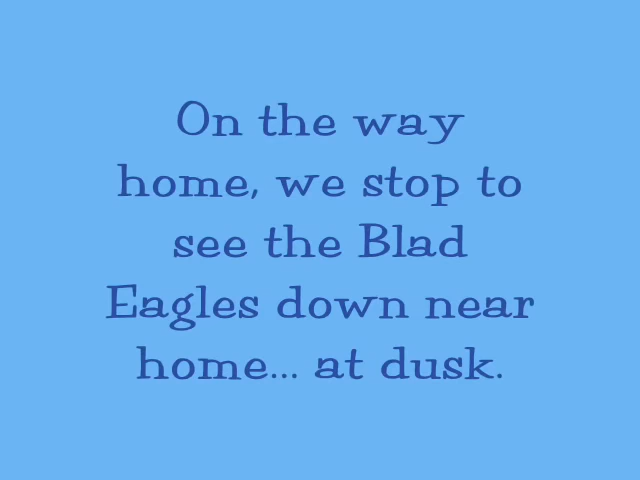 On the way
home, we stop to
see the Blad
Eagles down near
home... at dusk.